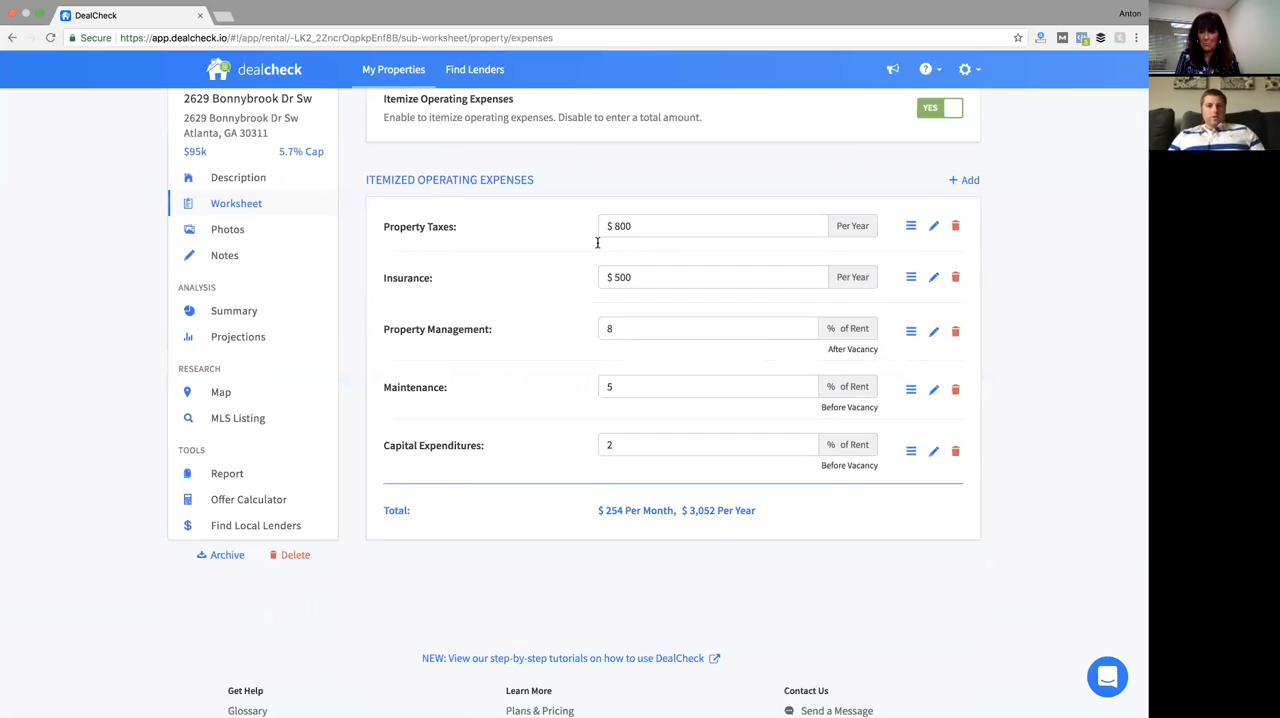 DealCheck
Anton
Secure
https://app.dealcheck.io/#!/app/rental/-LK2_2ZncrOqpkpEnf8B/sub-worksheet/property/expenses
dealcheck
My Properties
Find Lenders
2629 Bonnybrook Dr Sw
2629 Bonnybrook Dr Sw
Atlanta, GA 30311
$95k
5.7% Cap
Description
Worksheet
Photos
Notes
ANALYSIS
Summary
Projections
RESEARCH
Map
MLS Listing
TOOLS
Report
Offer Calculator
Find Local Lenders
Archive
Delete
Itemize Operating Expenses
YES
Enable to itemize operating expenses. Disable to enter a total amount.
ITEMIZED OPERATING EXPENSES
+ Add
Property Taxes:
$ 800
Per Year
Insurance:
$ 500
Per Year
Property Management:
8
% of Rent
After Vacancy
Maintenance:
5
% of Rent
Before Vacancy
Capital Expenditures:
2
% of Rent
Before Vacancy
Total:
$ 254 Per Month, $ 3,052 Per Year
NEW: View our step-by-step tutorials on how to use DealCheck
Get Help
Learn More
Contact Us
Glossary
Plans & Pricing
Send a Message